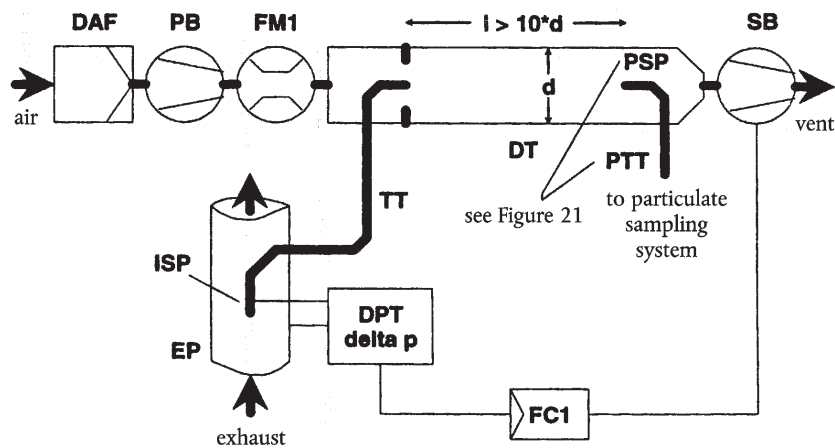 DAF
PB
FM1
l > 10*d
SB
air
d
PSP
vent
DT
PTT
TT
see Figure 21
to particulate
sampling
system
ISP
DPT
delta p
EP
FC1
exhaust